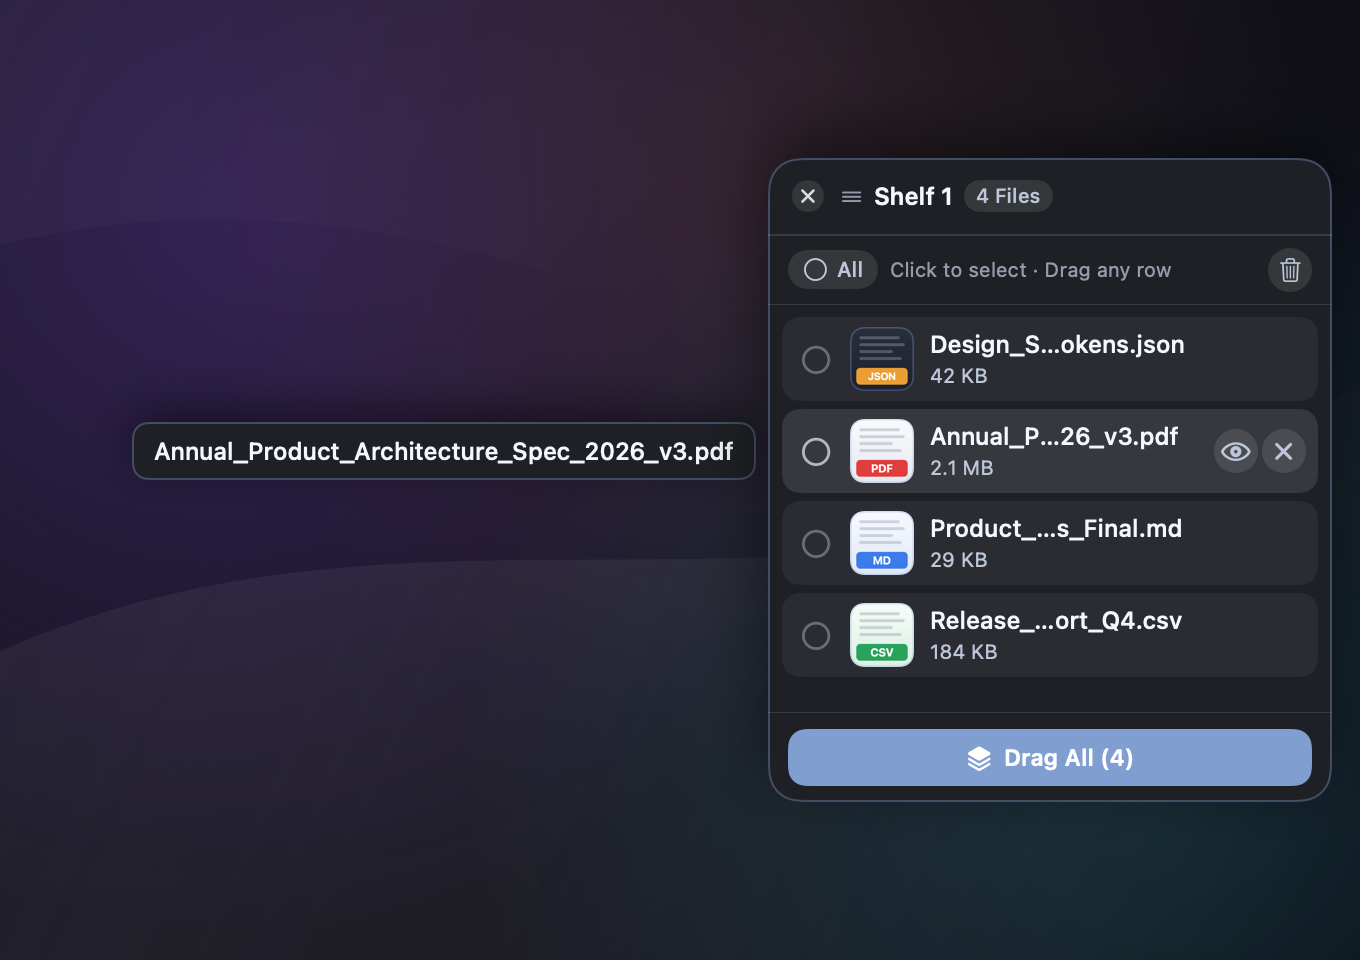 Shelf 1 4 Files
All Click to select · Drag any row
Design_S...okens.json
42 KB
JSON
Annual_Product_Architecture_Spec_2026_v3.pdf
Annual_P...26_v3.pdf
2.1 MB
PDF
Product_...s_Final.md
29 KB
MD
Release_...ort_Q4.csv
184 KB
CSV
Drag All (4)